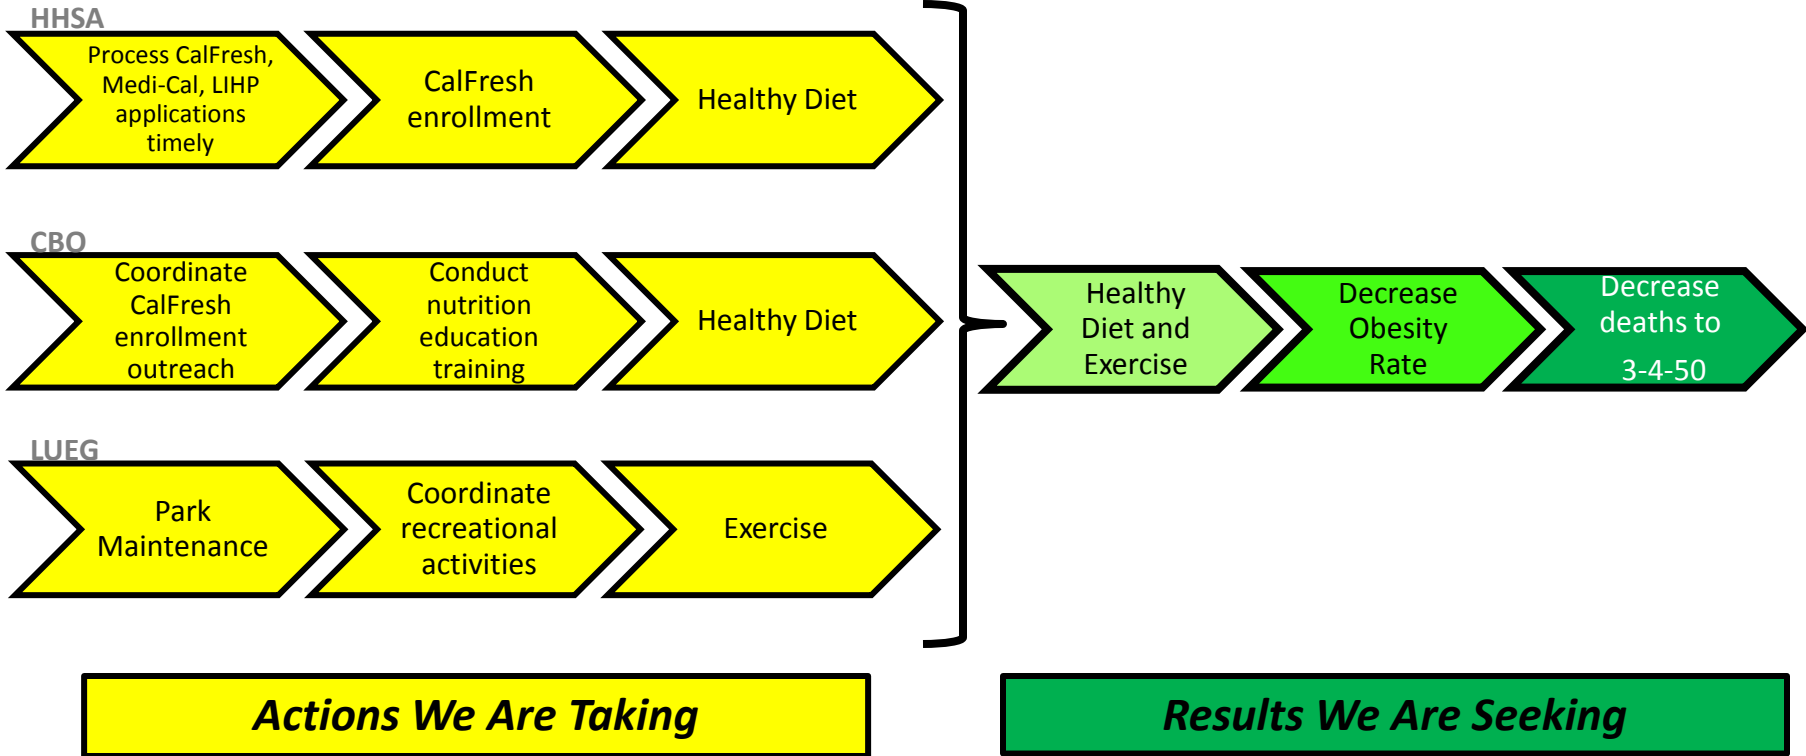 HHSA
Process CalFresh,
Medi-Cal, LIHP
applications
timely
CalFresh
enrollment
Healthy Diet
CBO
Coordinate
CalFresh
enrollment
outreach
Conduct
nutrition
education
training
Healthy Diet
LUEG
Park
Maintenance
Coordinate
recreational
activities
Exercise
Healthy
Diet and
Exercise
Decrease
Obesity
Rate
Decrease
deaths to
3-4-50
Actions We Are Taking
Results We Are Seeking